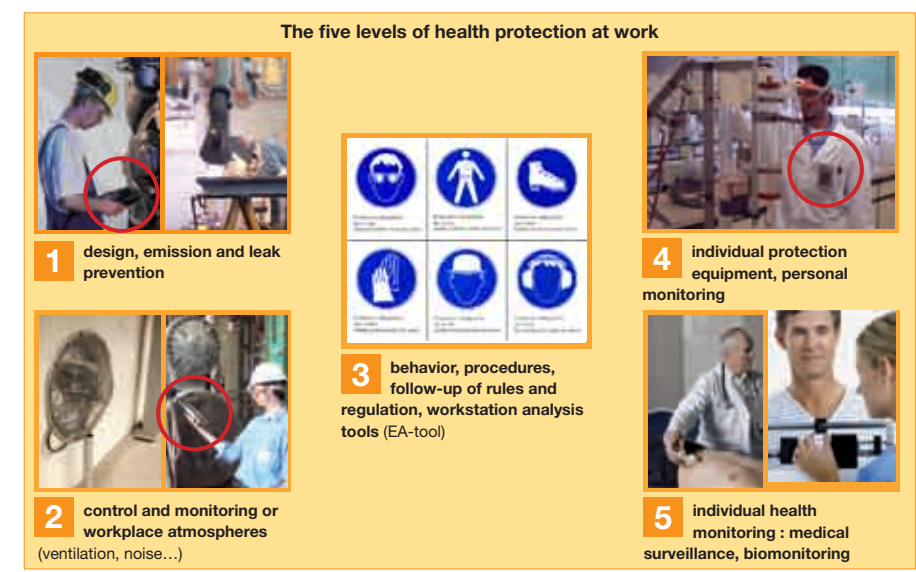 The five levels of health protection at work
1
design, emission and leak
prevention
2
control and monitoring or
workplace atmospheres
(ventilation, noise…)
3
behavior, procedures,
follow-up of rules and
regulation, workstation analysis
tools (EA-tool)
4
individual protection
equipment, personal
monitoring
5
individual health
monitoring : medical
surveillance, biomonitoring